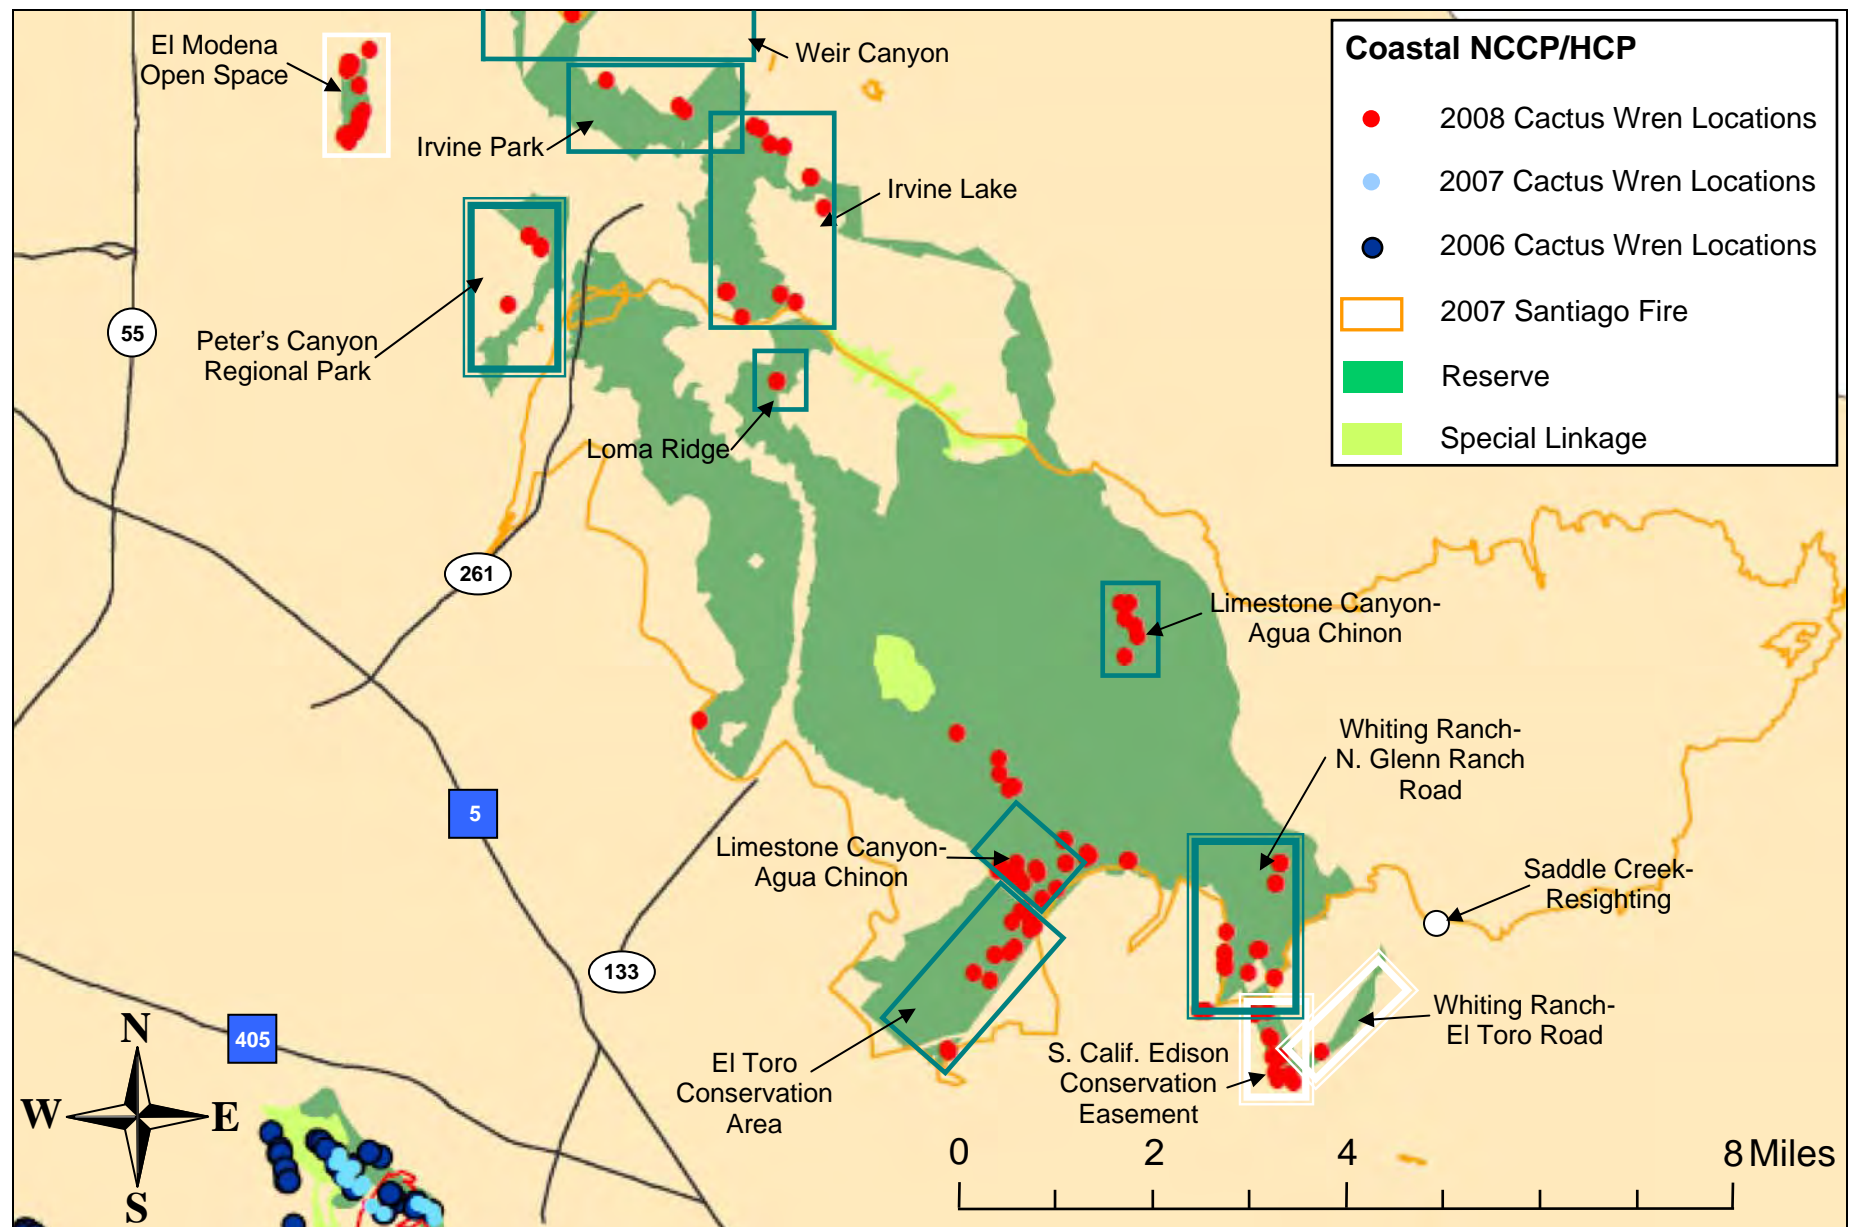 El Modena
Open Space
Weir Canyon
Irvine Park
Irvine Lake
Coastal NCCP/HCP
2008 Cactus Wren Locations
2007 Cactus Wren Locations
2006 Cactus Wren Locations
2007 Santiago Fire
Reserve
Special Linkage
55
Peter's Canyon
Regional Park
Loma Ridge
261
Limestone Canyon-
Agua Chinon
Whiting Ranch-
N. Glenn Ranch
Road
5
Limestone Canyon-
Agua Chinon
Saddle Creek-
Resighting
133
Whiting Ranch-
El Toro Road
405
El Toro
Conservation
Area
S. Calif. Edison
Conservation
Easement
N
W E
S
0 2 4 8 Miles